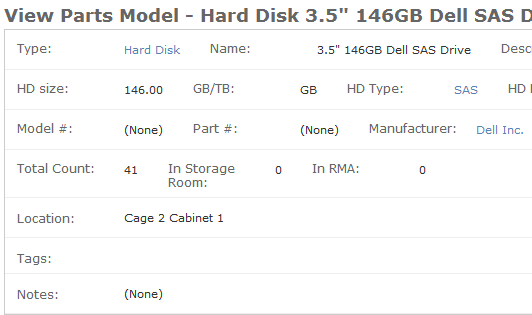 View Parts Model - Hard Disk 3.5" 146GB Dell SAS
Type: Hard Disk Name: 3.5" 146GB Dell SAS Drive
HD size: 146.00 GB/TB: GB HD Type: SAS HD
Model #: (None) Part #: (None) Manufacturer: Dell Inc.
Total Count: 41 In Storage Room: 0 In RMA: 0
Location: Cage 2 Cabinet 1
Tags:
Notes: (None)